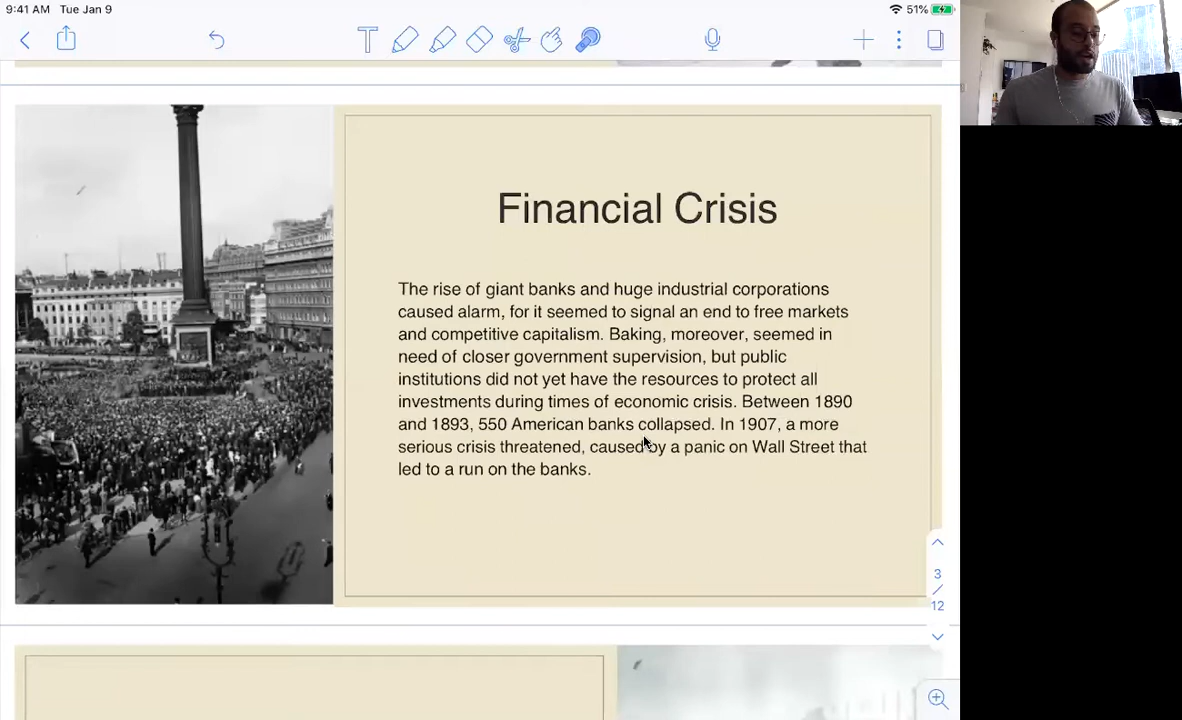 9:41 AM Tue Jan 9
51%
Financial Crisis
The rise of giant banks and huge industrial corporations
caused alarm, for it seemed to signal an end to free markets
and competitive capitalism. Baking, moreover, seemed in
need of closer government supervision, but public
institutions did not yet have the resources to protect all
investments during times of economic crisis. Between 1890
and 1893, 550 American banks collapsed. In 1907, a more
serious crisis threatened, caused by a panic on Wall Street that
led to a run on the banks.
3
/
12